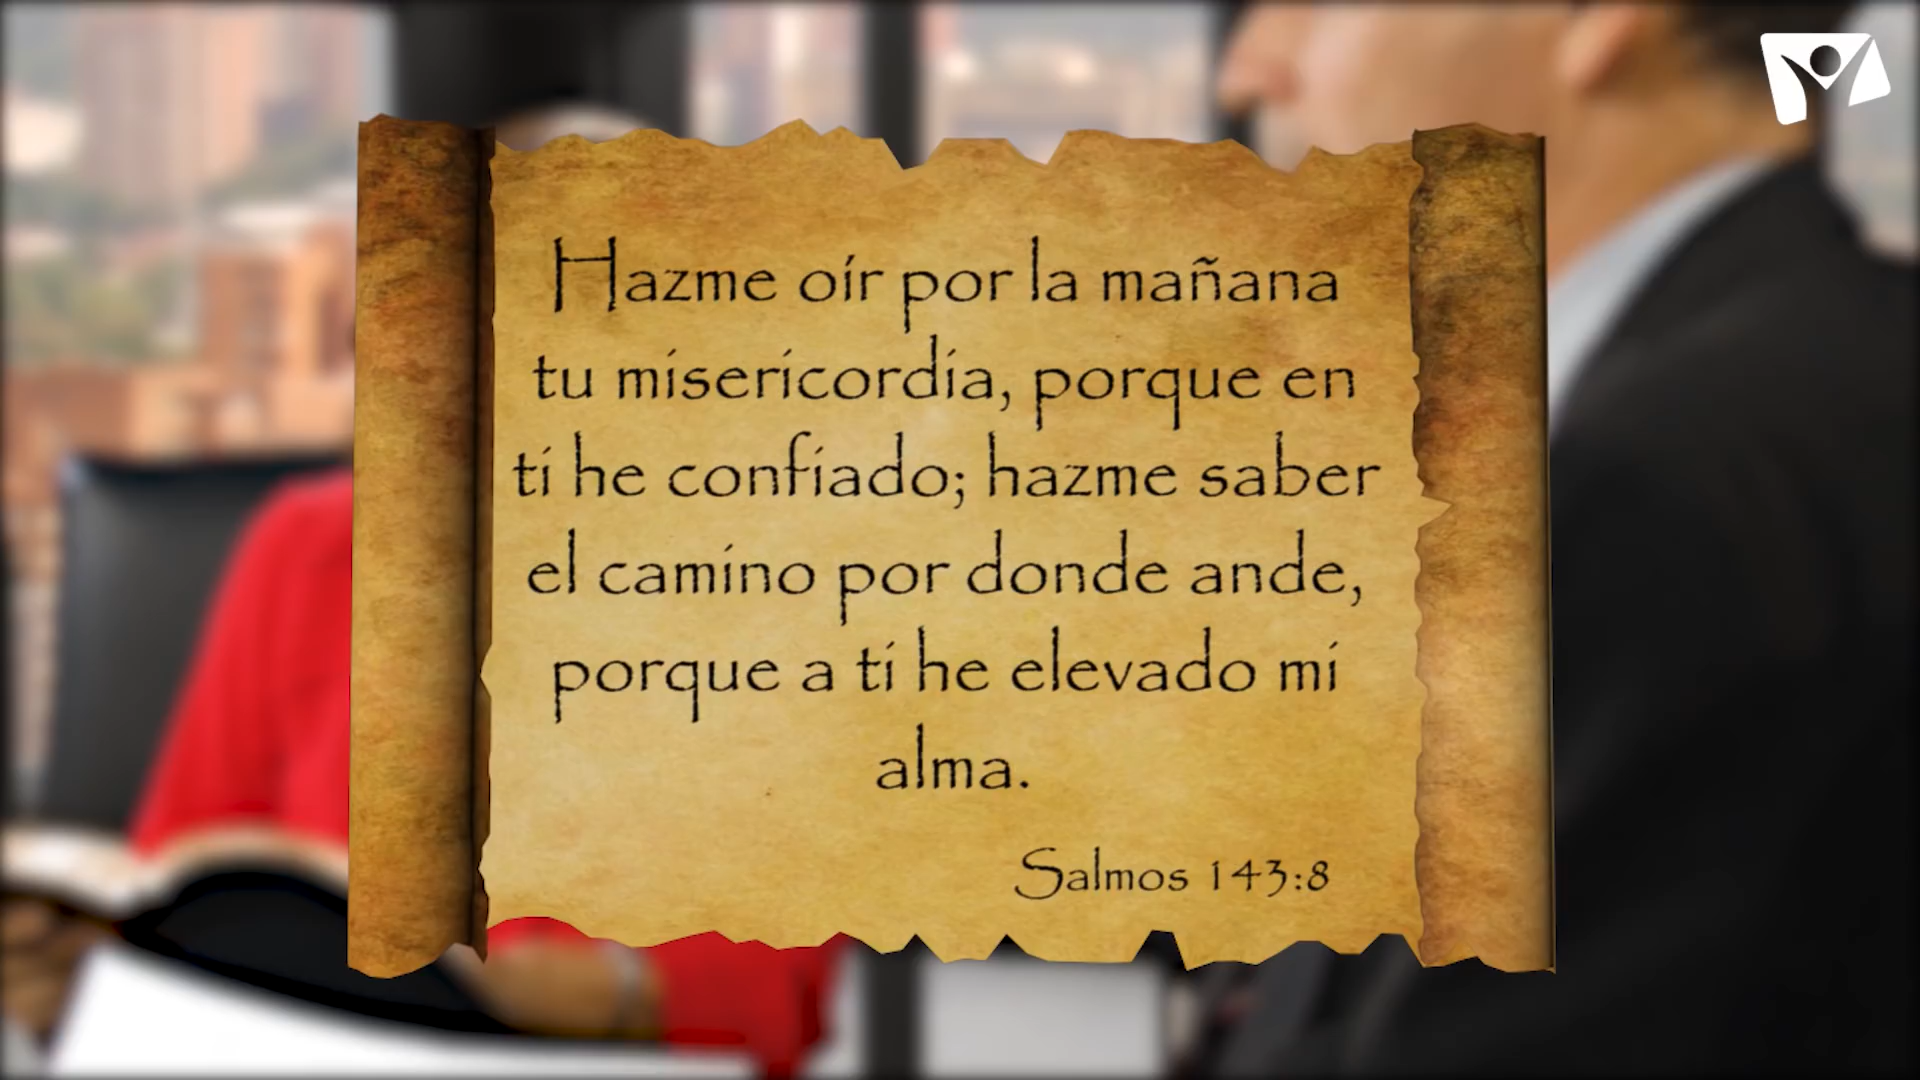 Hazme oír por la mañana
tu misericordia, porque en
ti he confiado; hazme saber
el camino por donde ande,
porque a ti he elevado mi
alma.
Salmos 143:8